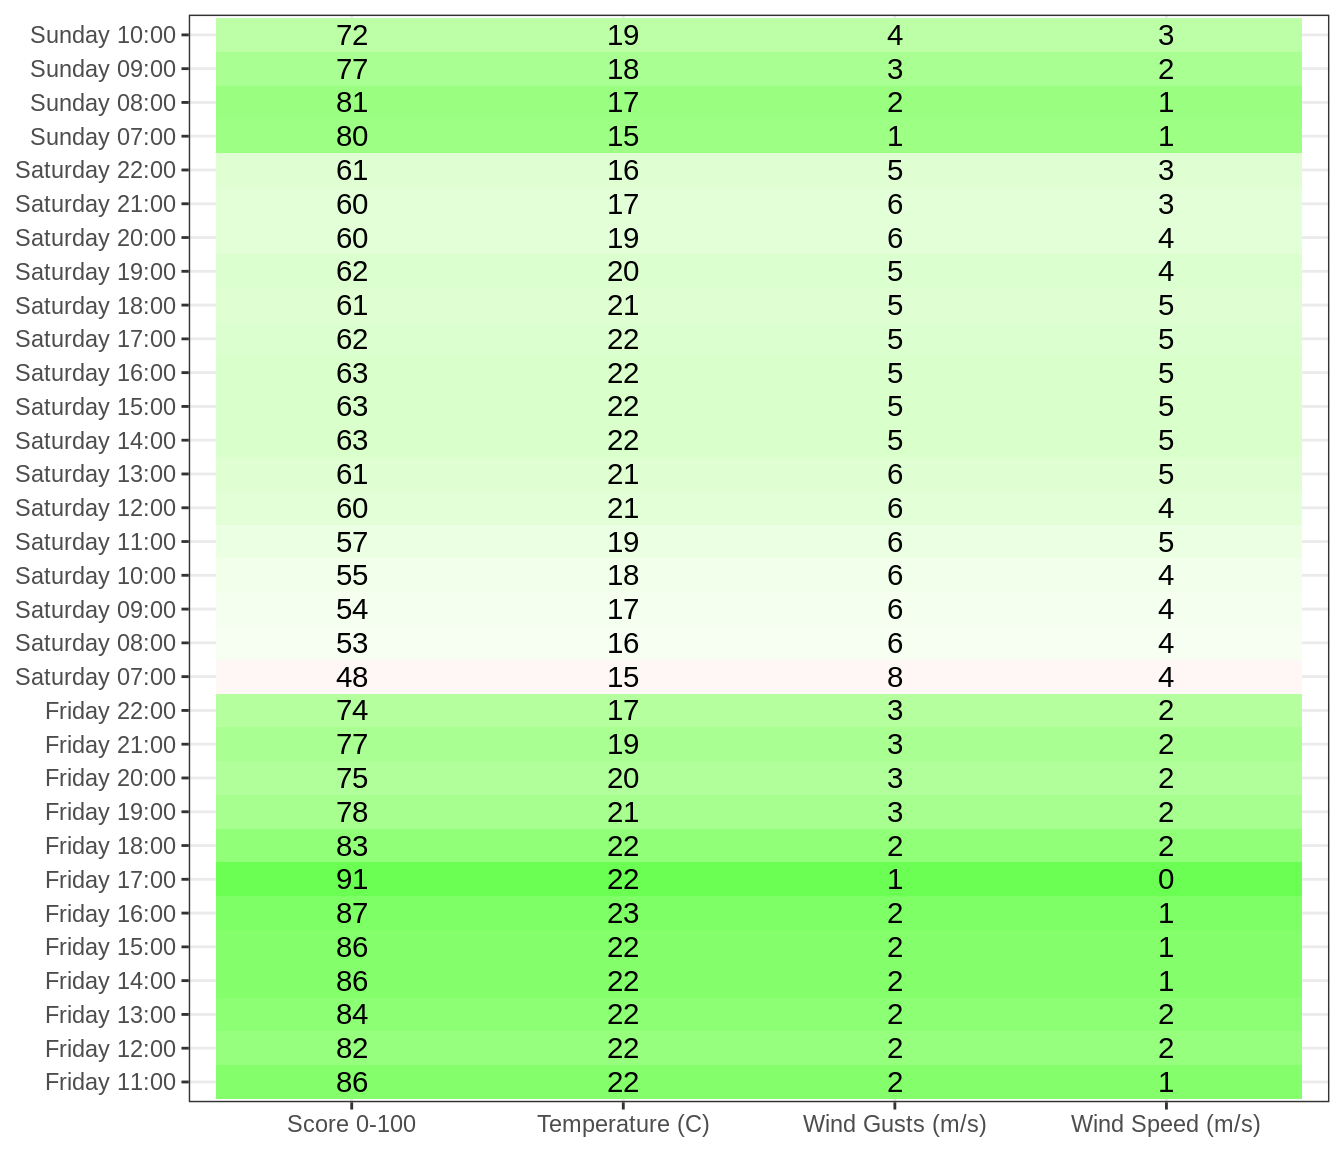 Sunday 10:00 72 19 4 3
Sunday 09:00 77 18 3 2
Sunday 08:00 81 17 2 1
Sunday 07:00 80 15 1 1
Saturday 22:00 61 16 5 3
Saturday 21:00 60 17 6 3
Saturday 20:00 60 19 6 4
Saturday 19:00 62 20 5 4
Saturday 18:00 61 21 5 5
Saturday 17:00 62 22 5 5
Saturday 16:00 63 22 5 5
Saturday 15:00 63 22 5 5
Saturday 14:00 63 22 5 5
Saturday 13:00 61 21 6 5
Saturday 12:00 60 21 6 4
Saturday 11:00 57 19 6 5
Saturday 10:00 55 18 6 4
Saturday 09:00 54 17 6 4
Saturday 08:00 53 16 6 4
Saturday 07:00 48 15 8 4
Friday 22:00 74 17 3 2
Friday 21:00 77 19 3 2
Friday 20:00 75 20 3 2
Friday 19:00 78 21 3 2
Friday 18:00 83 22 2 2
Friday 17:00 91 22 1 0
Friday 16:00 87 23 2 1
Friday 15:00 86 22 2 1
Friday 14:00 86 22 2 1
Friday 13:00 84 22 2 2
Friday 12:00 82 22 2 2
Friday 11:00 86 22 2 1
Score 0-100 Temperature (C) Wind Gusts (m/s) Wind Speed (m/s)